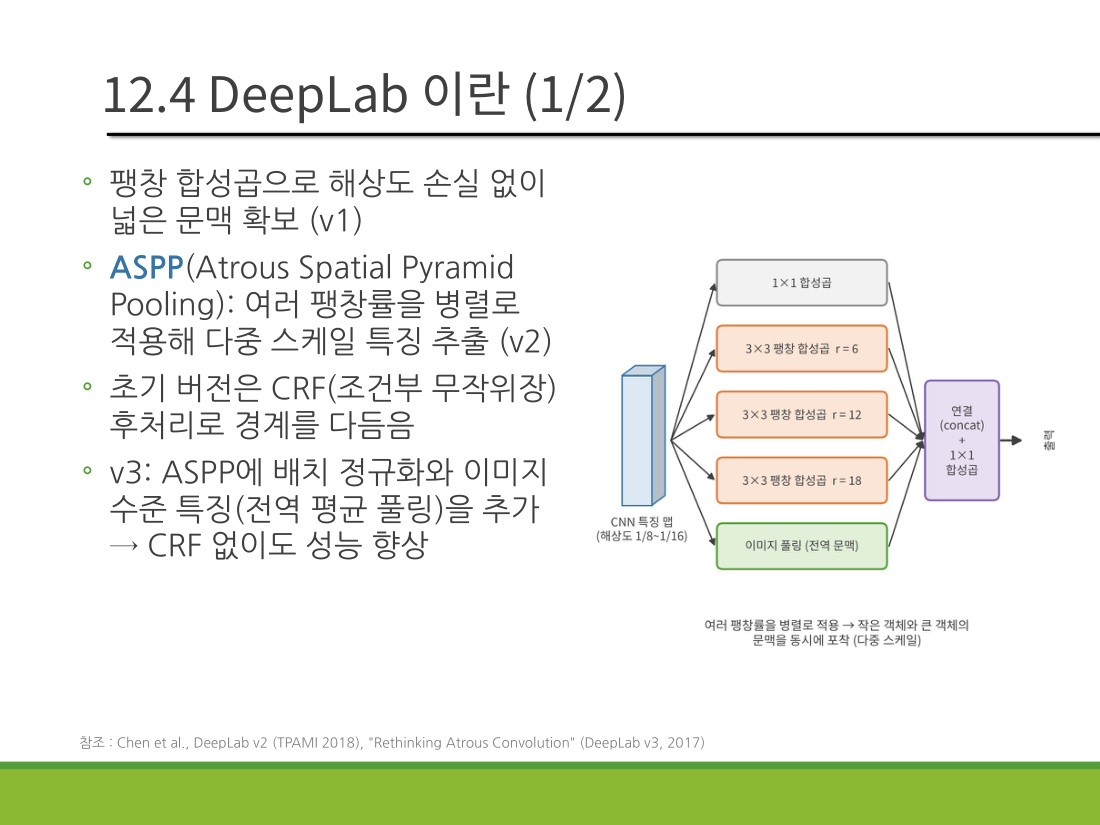 12.4 DeepLab 이란 (1/2)
◦ 팽창 합성곱으로 해상도 손실 없이
넓은 문맥 확보 (v1)
◦ ASPP(Atrous Spatial Pyramid
Pooling): 여러 팽창률을 병렬로
적용해 다중 스케일 특징 추출 (v2)
◦ 초기 버전은 CRF(조건부 무작위장)
후처리로 경계를 다듬음
◦ v3: ASPP에 배치 정규화와 이미지
수준 특징(전역 평균 풀링)을 추가
→ CRF 없이도 성능 향상
CNN 특징 맵
(해상도 1/8~1/16)
1×1 합성곱
3×3 팽창 합성곱 r = 6
3×3 팽창 합성곱 r = 12
3×3 팽창 합성곱 r = 18
이미지 풀링 (전역 문맥)
연결
(concat)
+
1×1
합성곱
출력
여러 팽창률을 병렬로 적용 → 작은 객체와 큰 객체의
문맥을 동시에 포착 (다중 스케일)
참조 : Chen et al., DeepLab v2 (TPAMI 2018), "Rethinking Atrous Convolution" (DeepLab v3, 2017)